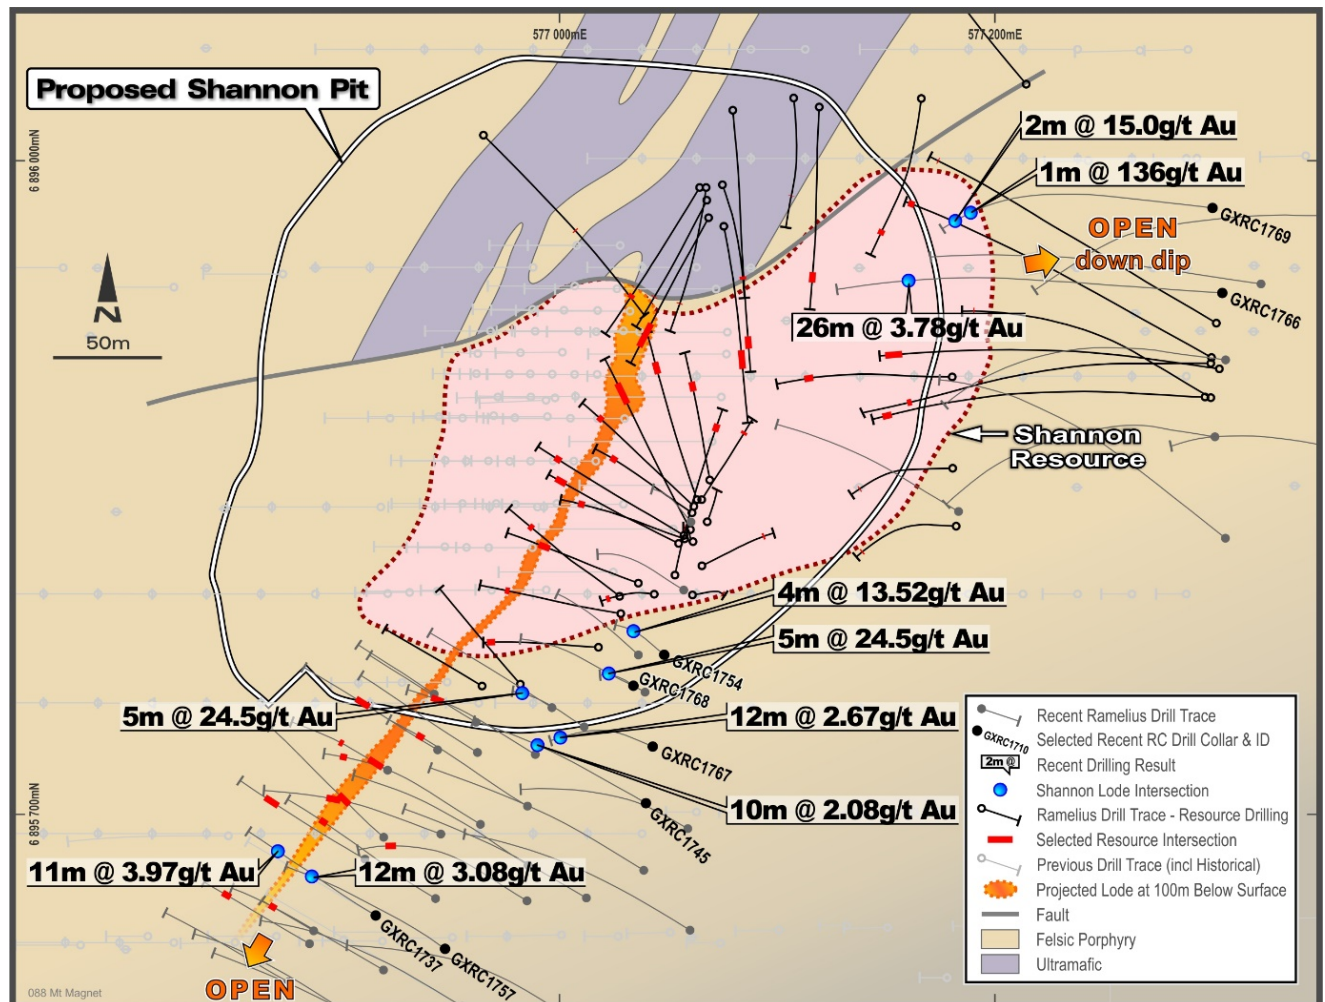 577 000mE
577 200mE
Proposed Shannon Pit
6 896 000mN
2m @ 15.0g/t Au
1m @ 136g/t Au
GXRC1769
OPEN
down dip
GXRC1766
N
50m
26m @ 3.78g/t Au
Shannon
Resource
4m @ 13.52g/t Au
5m @ 24.5g/t Au
GXRC1754
GXRC1768
5m @ 24.5g/t Au
12m @ 2.67g/t Au
GXRC1767
10m @ 2.08g/t Au
6 895 700mN
GXRC1745
11m @ 3.97g/t Au
12m @ 3.08g/t Au
GXRC1737
GXRC1757
OPEN
088 Mt Magnet
Recent Ramelius Drill Trace
GXRC1710
Selected Recent RC Drill Collar & ID
2m @
Recent Drilling Result
Shannon Lode Intersection
Ramelius Drill Trace - Resource Drilling
Selected Resource Intersection
Previous Drill Trace (incl Historical)
Projected Lode at 100m Below Surface
Fault
Felsic Porphyry
Ultramafic